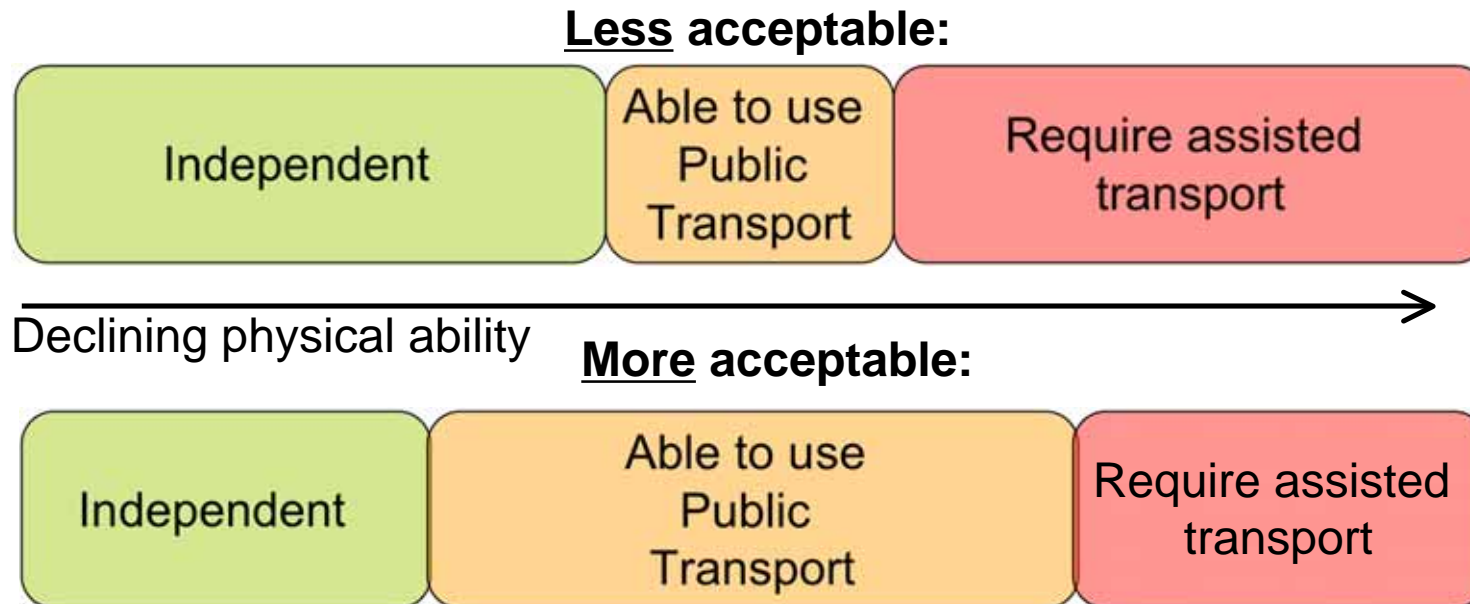 Less acceptable:
Independent
Able to use
Public
Transport
Require assisted
transport
Declining physical ability
More acceptable:
Independent
Able to use
Public
Transport
Require assisted
transport